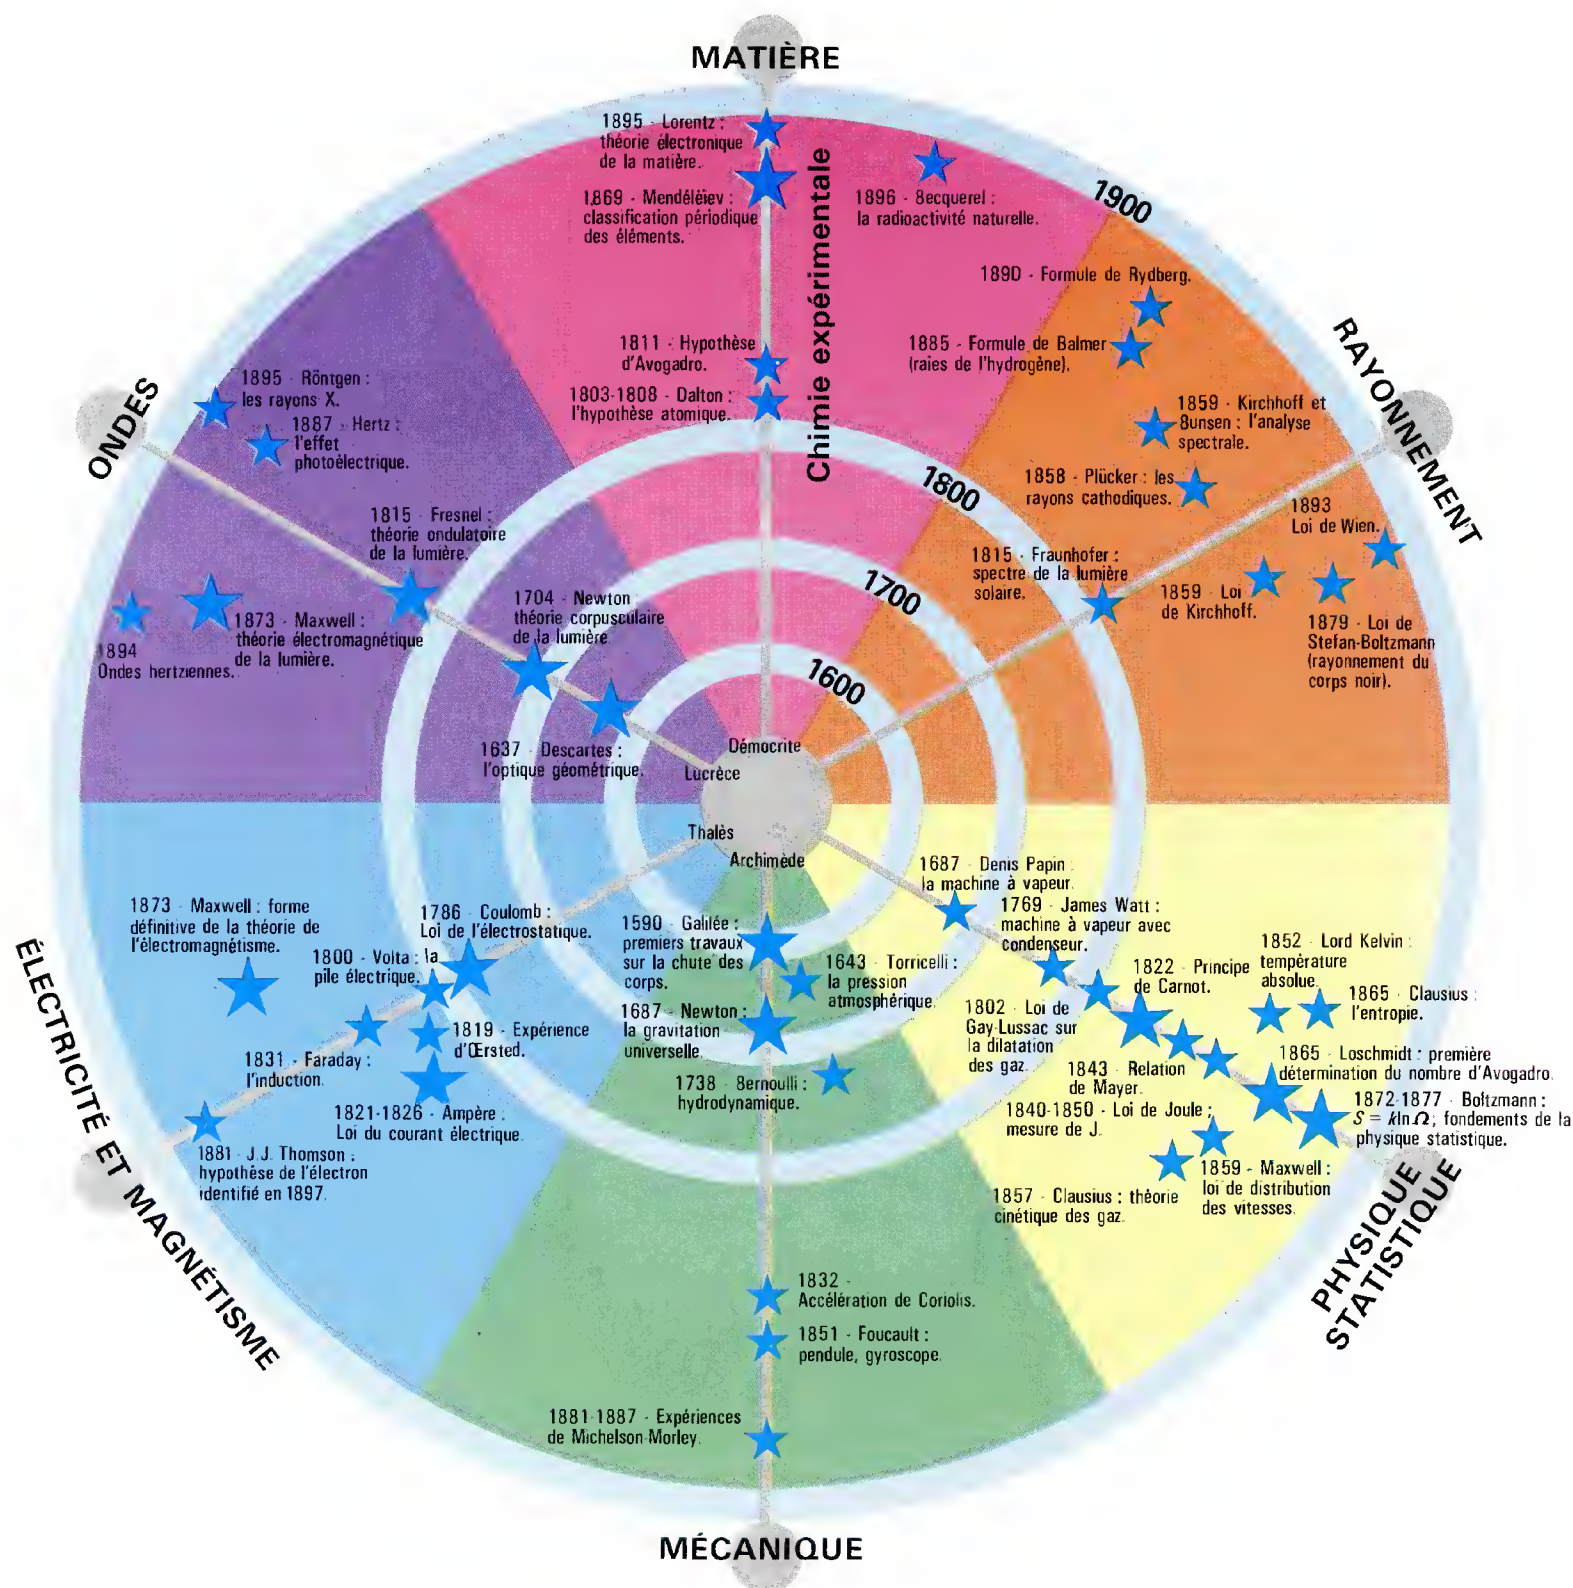 MATIÈRE
1895 - Lorentz :
théorie électronique
de la matière.
1869 - Mendéléiev :
classification périodique
des éléments.
Chimie expérimentale
1896 - Becquerel :
la radioactivité naturelle.
1811 - Hypothèse
d'Avogadro.
1803-1808 - Dalton :
l'hypothèse atomique.
1900
1800
1700
1600
RAYONNEMENT
1890 - Formule de Rydberg.
1885 - Formule de Balmer
(raies de l'hydrogène).
1859 - Kirchhoff et
Bunsen : l'analyse
spectrale.
1858 - Plücker : les
rayons cathodiques.
1893
Loi de Wien.
1815 - Fraunhofer :
spectre de la lumière
solaire.
1859 - Loi
de Kirchhoff.
1879 - Loi de
Stefan-Boltzmann
(rayonnement du
corps noir).
ONDES
1895 - Röntgen :
les rayons X.
1887 - Hertz :
l'effet
photoélectrique.
1815 - Fresnel :
théorie ondulatoire
de la lumière.
1704 - Newton
théorie corpusculaire
de la lumière
1873 - Maxwell :
théorie électromagnétique
de la lumière.
1894
Ondes hertziennes.
1637 - Descartes :
l'optique géométrique.
Démocrite
Lucrèce
Thalès
Archimède
ÉLECTRICITÉ ET MAGNÉTISME
1873 - Maxwell : forme
définitive de la théorie de
l'électromagnétisme.
1786 - Coulomb :
Loi de l'électrostatique.
1800 - Volta : la
pile électrique.
1819 - Expérience
d'Œrsted.
1831 - Faraday :
l'induction.
1821-1826 - Ampère :
Loi du courant électrique.
1881 - J.J. Thomson :
hypothèse de l'électron
identifié en 1897.
1590 - Galilée :
premiers travaux
sur la chute des
corps.
1643 - Torricelli :
la pression
atmosphérique.
1687 - Newton :
la gravitation
universelle.
1738 - Bernoulli :
hydrodynamique.
1832 -
Accélération de Coriolis.
1851 - Foucault :
pendule, gyroscope.
1881-1887 - Expériences
de Michelson-Morley.
MÉCANIQUE
1687 - Denis Papin :
la machine à vapeur.
1769 - James Watt :
machine à vapeur avec
condenseur.
1852 - Lord Kelvin :
température
absolue.
1822 - Principe
de Carnot.
1865 - Clausius :
l'entropie.
1802 - Loi de
Gay-Lussac sur
la dilatation
des gaz.
1865 - Loschmidt : première
détermination du nombre d'Avogadro.
1843 - Relation
de Mayer.
1872-1877 - Boltzmann :
S = k ln Ω ; fondements de la
physique statistique.
1840-1850 - Loi de Joule ;
mesure de J.
1859 - Maxwell :
loi de distribution
des vitesses.
1857 - Clausius : théorie
cinétique des gaz.
PHYSIQUE
STATISTIQUE